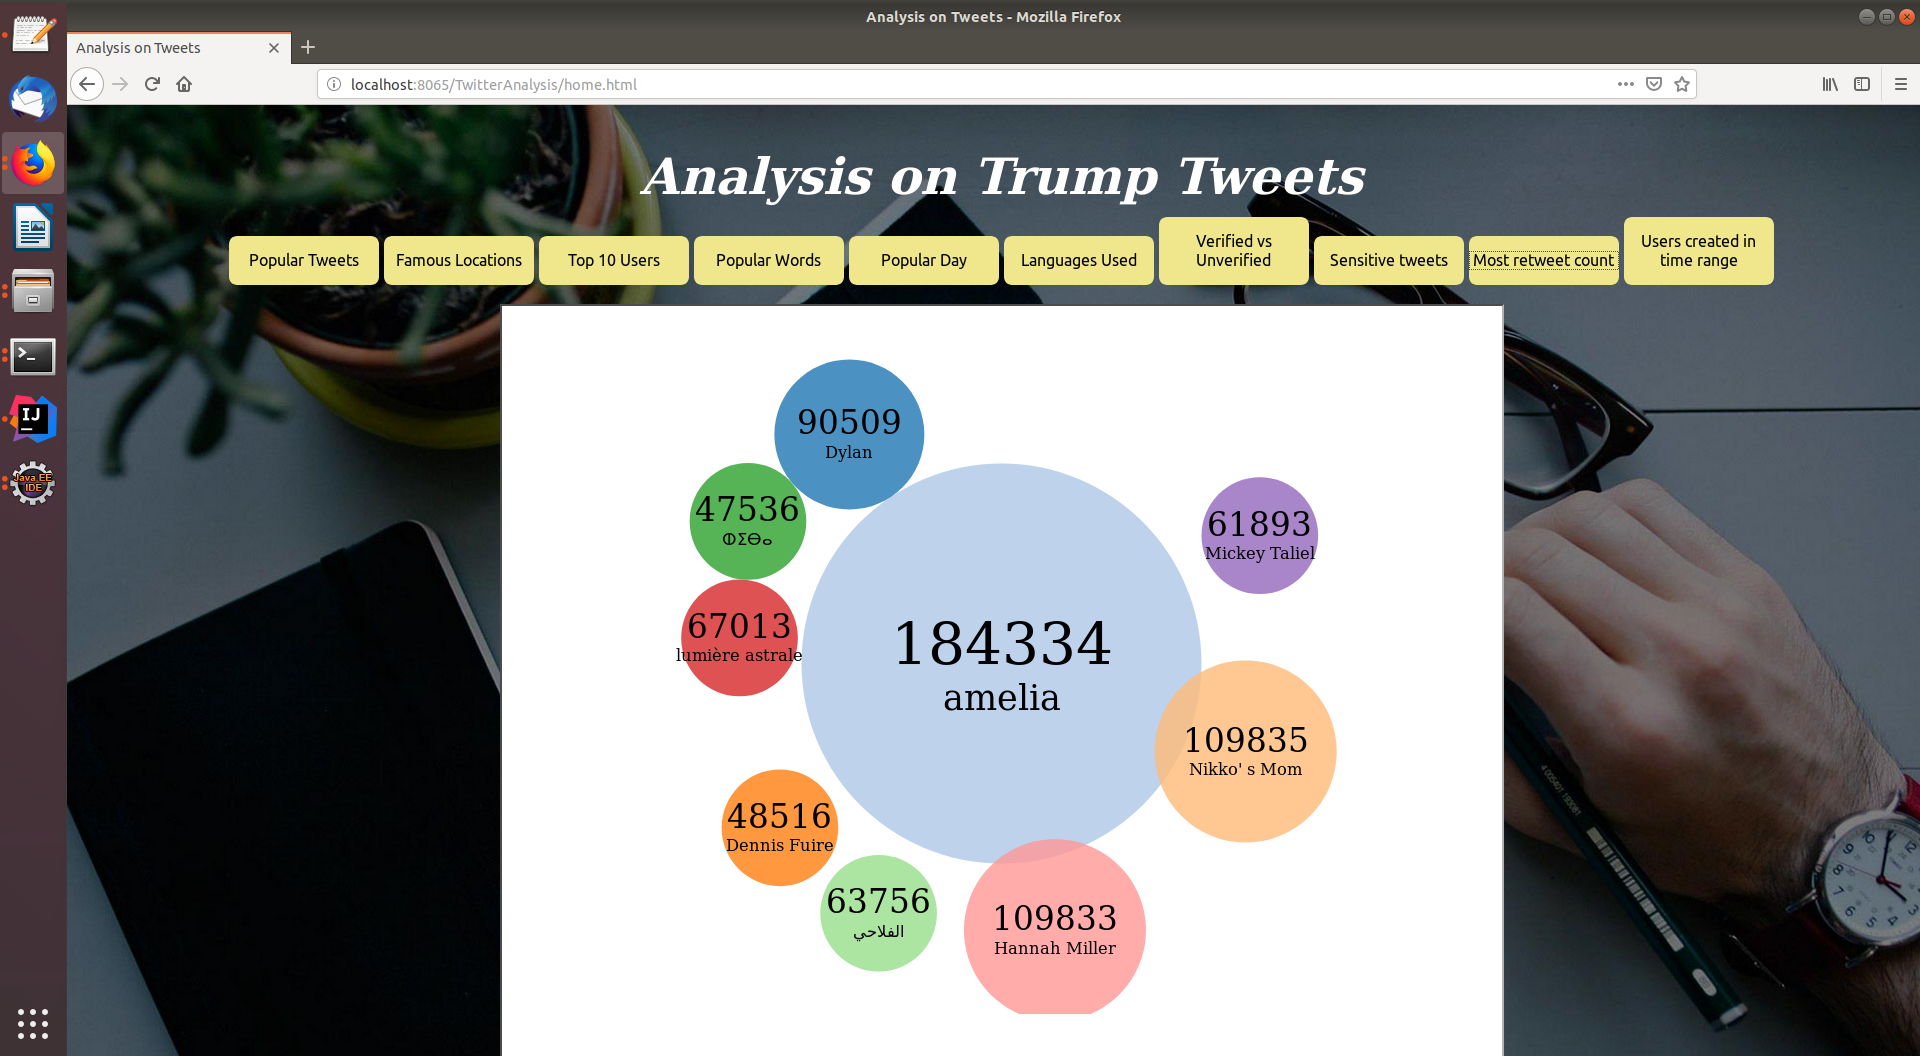 Analysis on Tweets - Mozilla Firefox
Analysis on Tweets
localhost:8065/TwitterAnalysis/home.html
Analysis on Trump Tweets
Popular Tweets
Famous Locations
Top 10 Users
Popular Words
Popular Day
Languages Used
Verified vs
Unverified
Sensitive tweets
Most retweet count
Users created in
time range
90509
Dylan
47536
ⵀⵉⴱⴰ
61893
Mickey Taliel
67013
lumière astrale
184334
amelia
109835
Nikko' s Mom
48516
Dennis Fuire
63756
الفلاحي
109833
Hannah Miller
IJ
Java EE
IDE